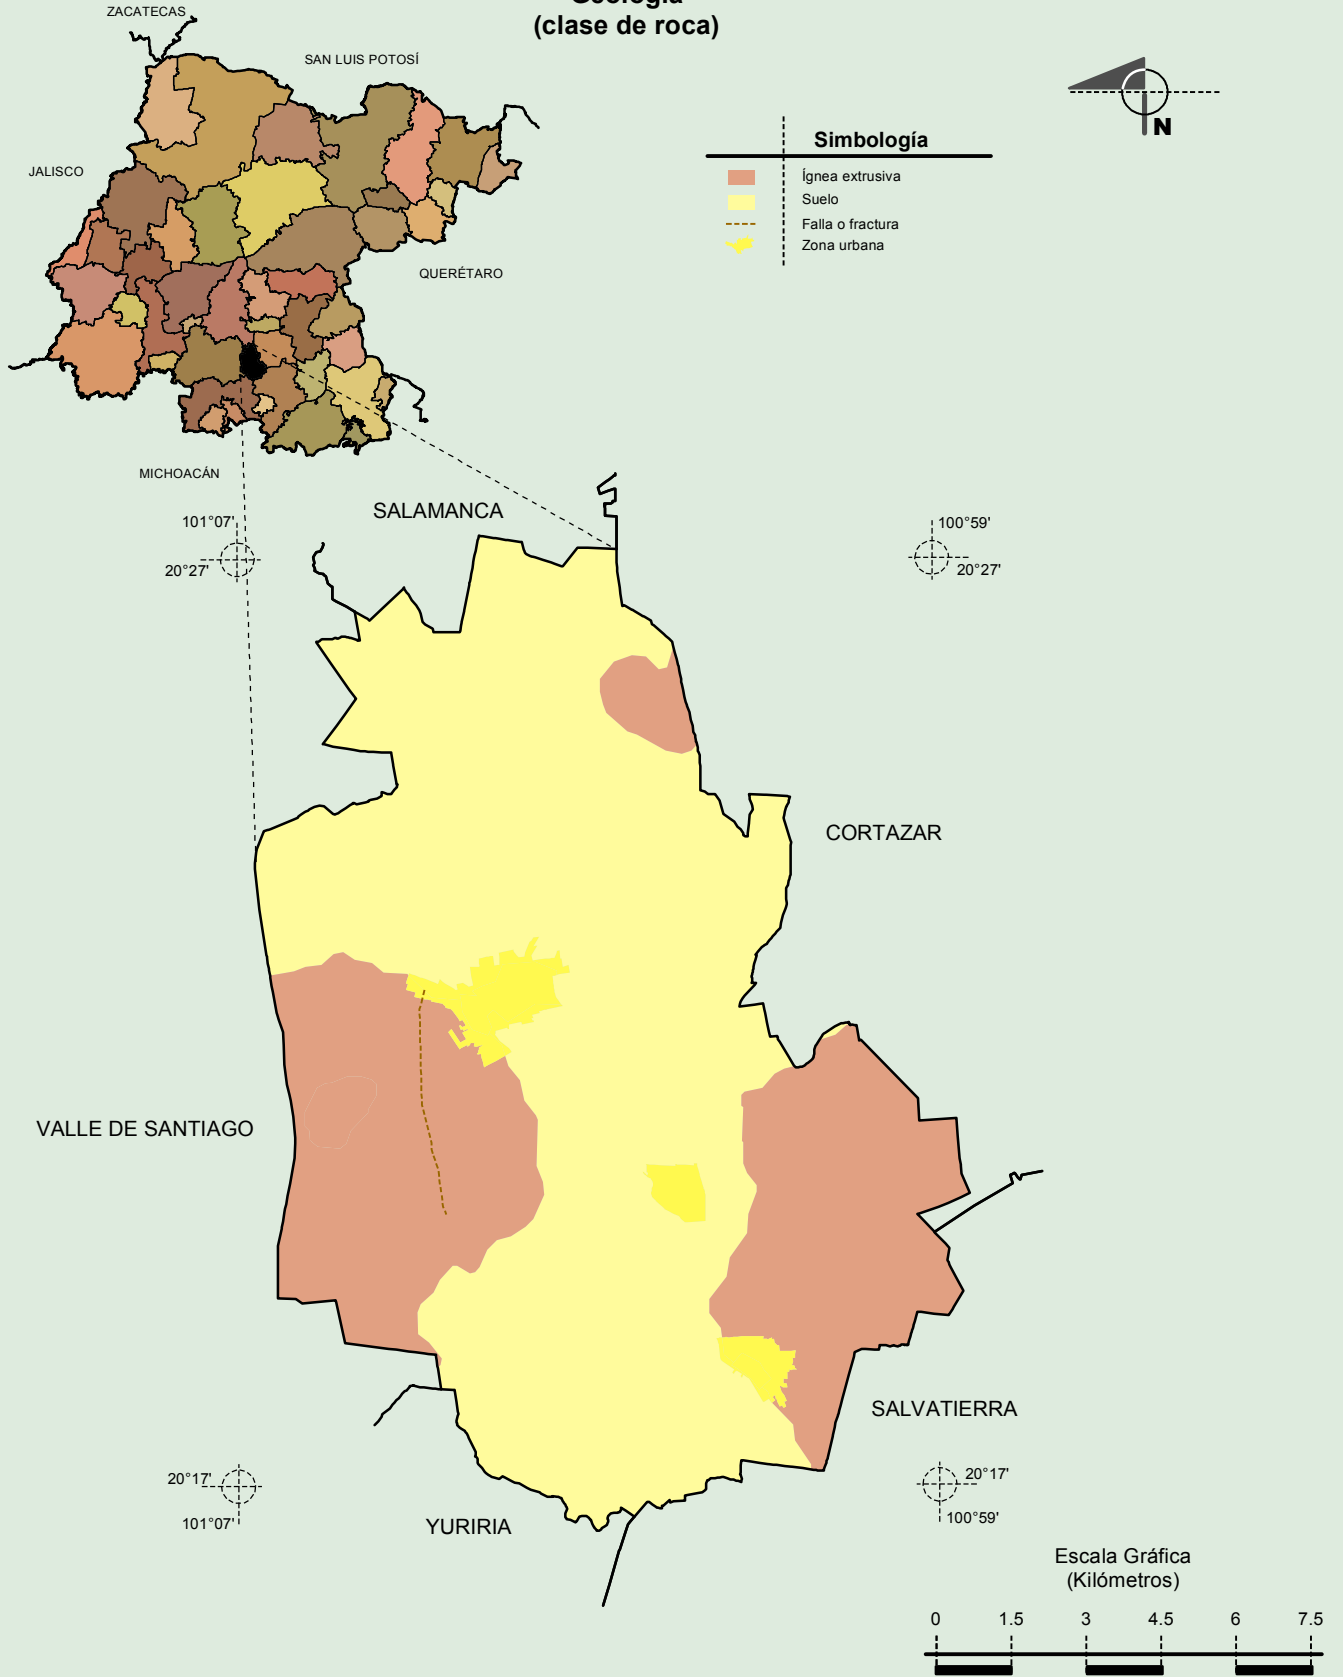 Geología
(clase de roca)
ZACATECAS
SAN LUIS POTOSÍ
JALISCO
QUERÉTARO
MICHOACÁN
N
Simbología
Ígnea extrusiva
Suelo
Falla o fractura
Zona urbana
SALAMANCA
101°07'
20°27'
100°59'
20°27'
CORTAZAR
VALLE DE SANTIAGO
SALVATIERRA
YURIRIA
20°17'
101°07'
20°17'
100°59'
Escala Gráfica
(Kilómetros)
0 1.5 3 4.5 6 7.5